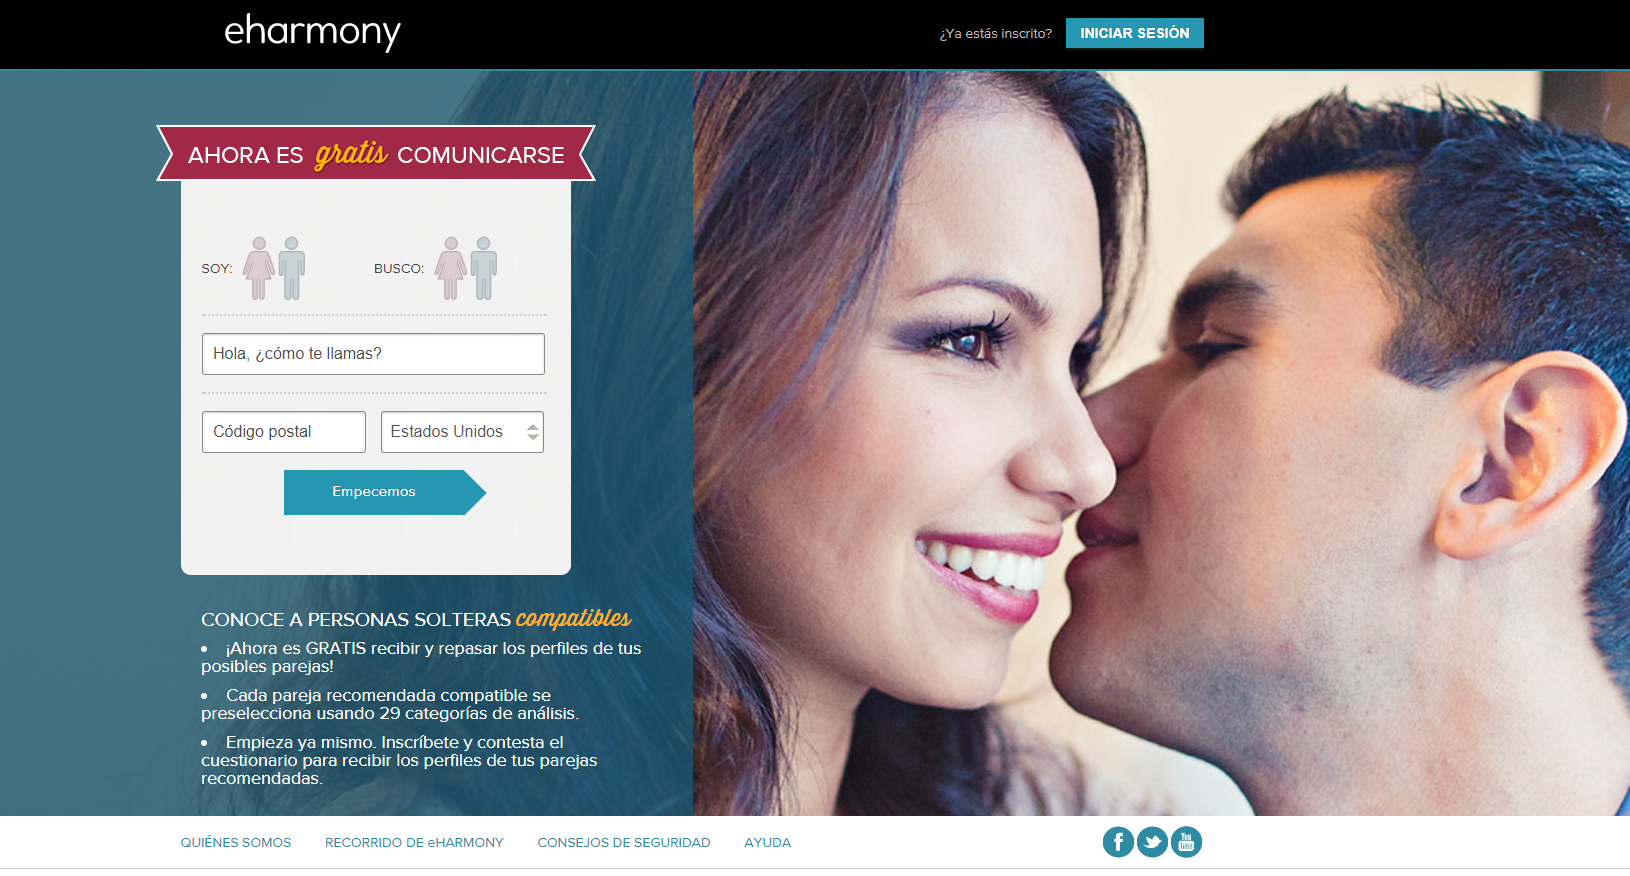 eharmony
¿Ya estás inscrito?
INICIAR SESIÓN
AHORA ES gratis COMUNICARSE
SOY:
BUSCO:
Hola, ¿cómo te llamas?
Código postal
Estados Unidos
Empecemos
CONOCE A PERSONAS SOLTERAS compatibles
• ¡Ahora es GRATIS recibir y repasar los perfiles de tus
posibles parejas!
• Cada pareja recomendada compatible se
preselecciona usando 29 categorías de análisis.
• Empieza ya mismo. Inscríbete y contesta el
cuestionario para recibir los perfiles de tus parejas
recomendadas.
QUIÉNES SOMOS
RECORRIDO DE eHARMONY
CONSEJOS DE SEGURIDAD
AYUDA
f
You
Tube